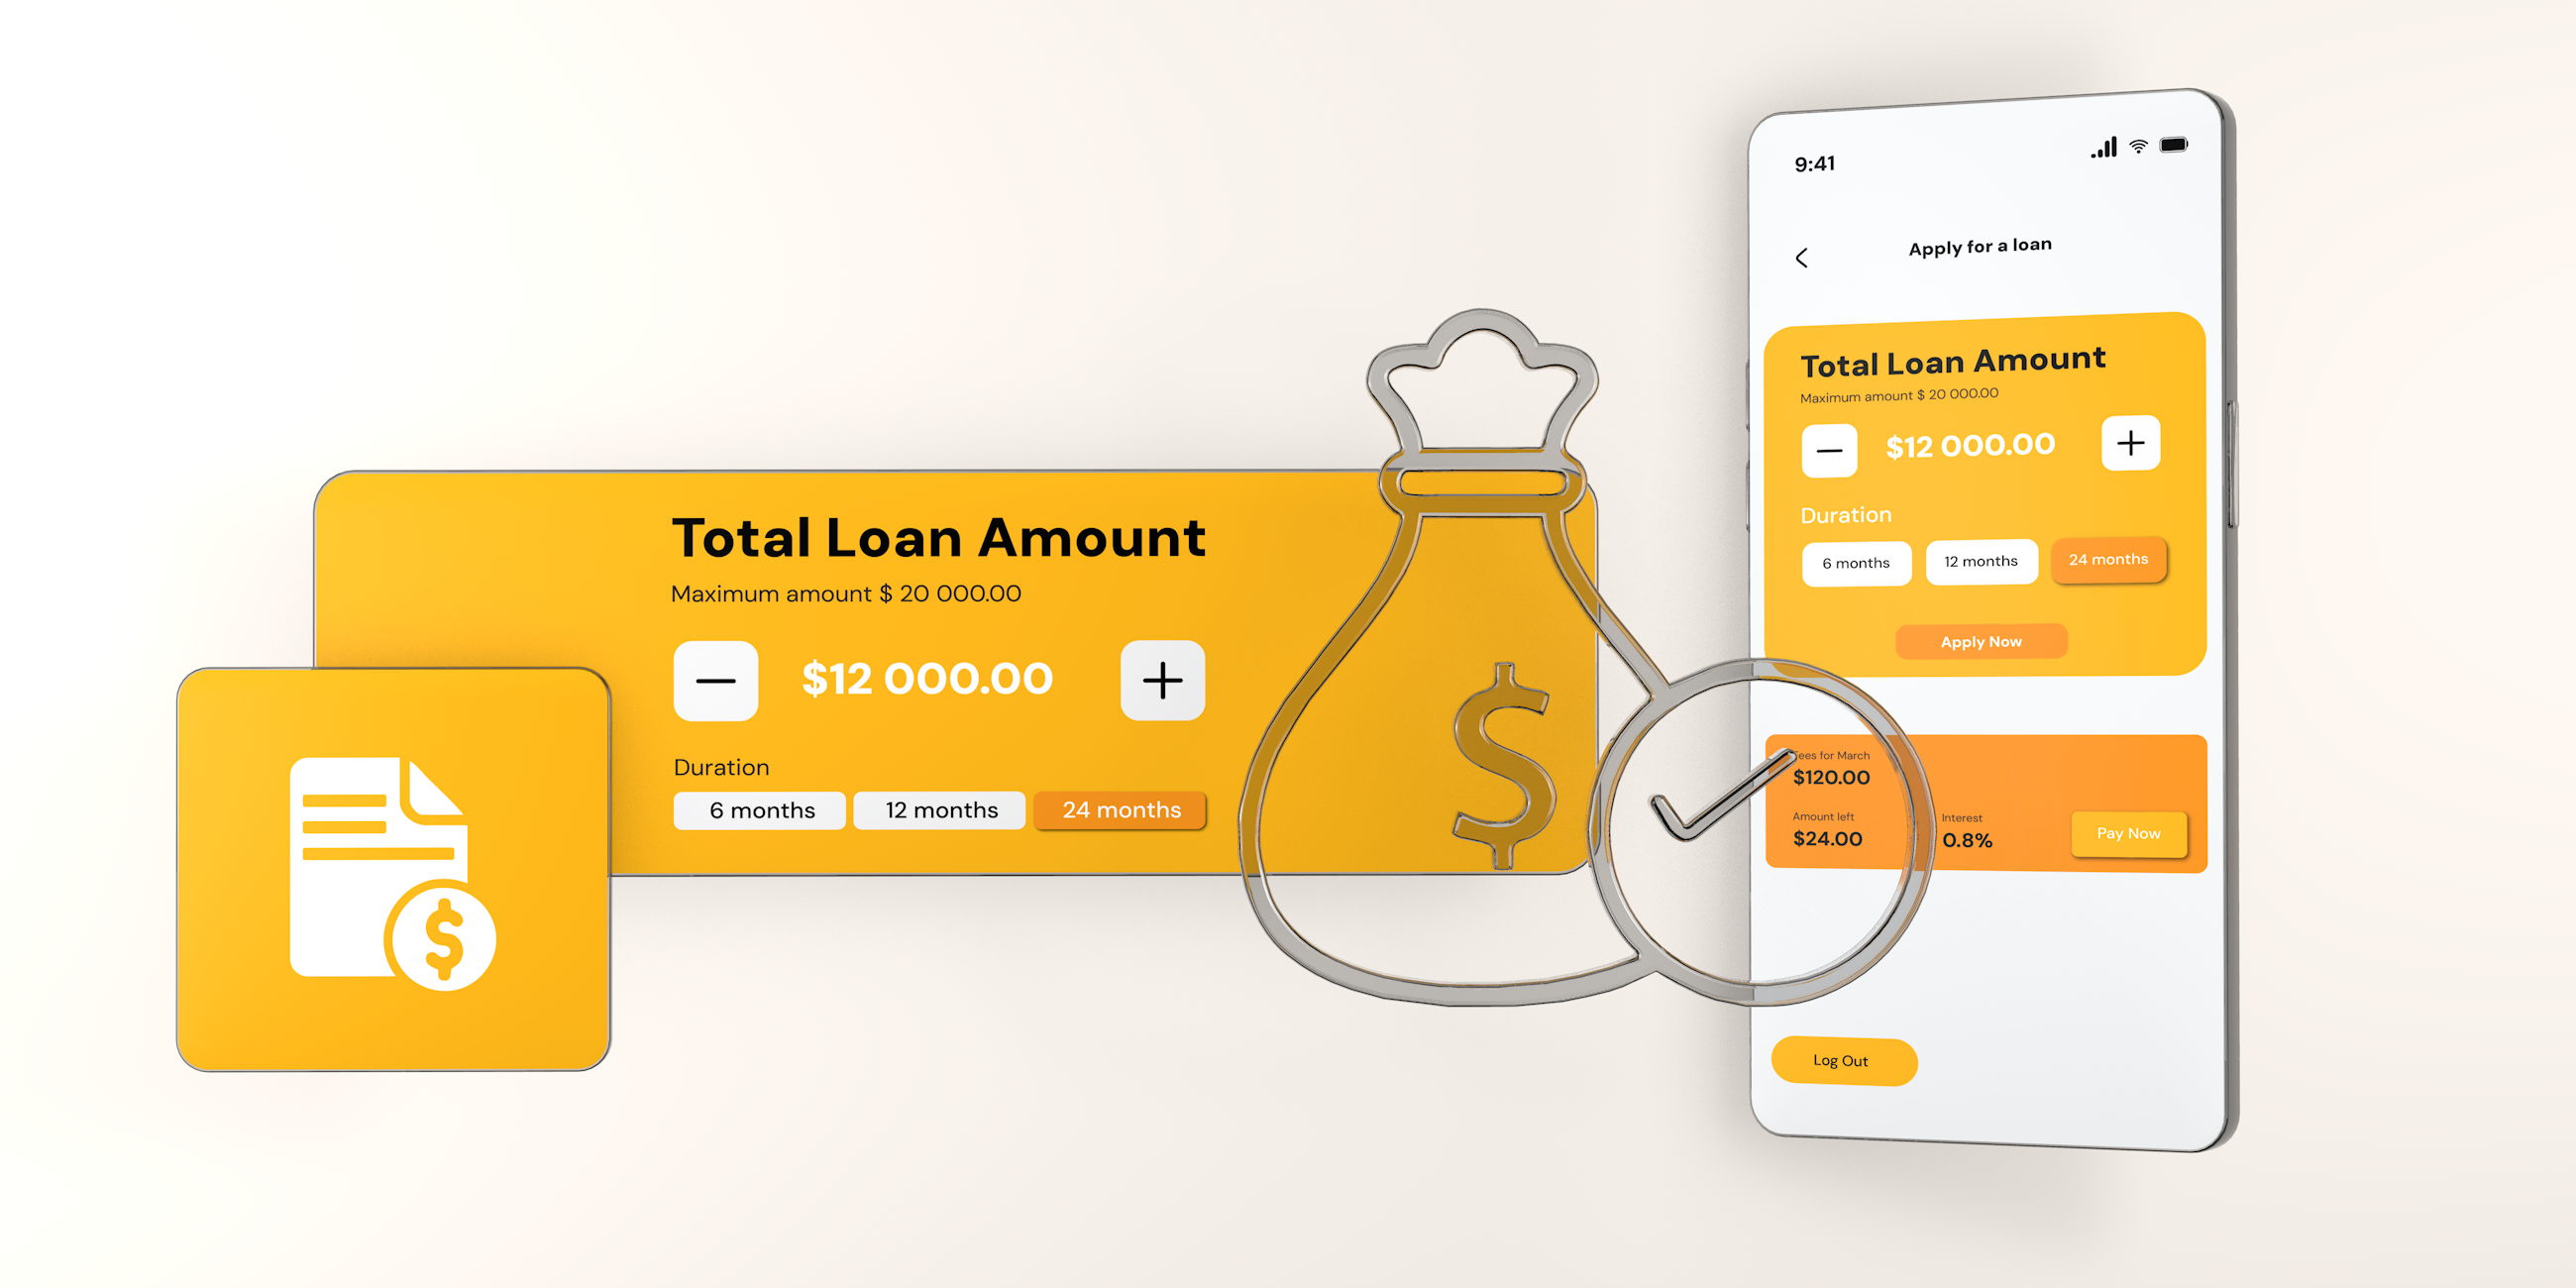 Total Loan Amount
Maximum amount $ 20 000.00
$12 000.00
Duration
6 months 12 months 24 months
$
$
9:41
Apply for a loan
Total Loan Amount
Maximum amount $ 20 000.00
$12 000.00
Duration
6 months 12 months 24 months
Apply Now
Fees for March
$120.00
Amount left Interest
$24.00 0.8%
Pay Now
Log Out